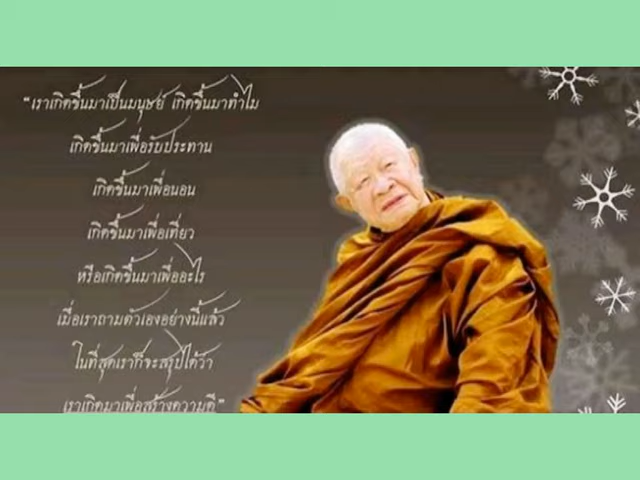 “เราเกิดขึ้นมาเป็นมนุษย์ เกิดขึ้นมาทำไม
เกิดขึ้นมาเพื่อรับประทาน
เกิดขึ้นมาเพื่อนอน
เกิดขึ้นมาเพื่อเที่ยว
หรือเกิดขึ้นมาเพื่ออะไร
เมื่อเราถามตัวเองอย่างนี้แล้ว
ในที่สุดเราก็จะสรุปได้ว่า
เราเกิดมาเพื่อสร้างความดี”